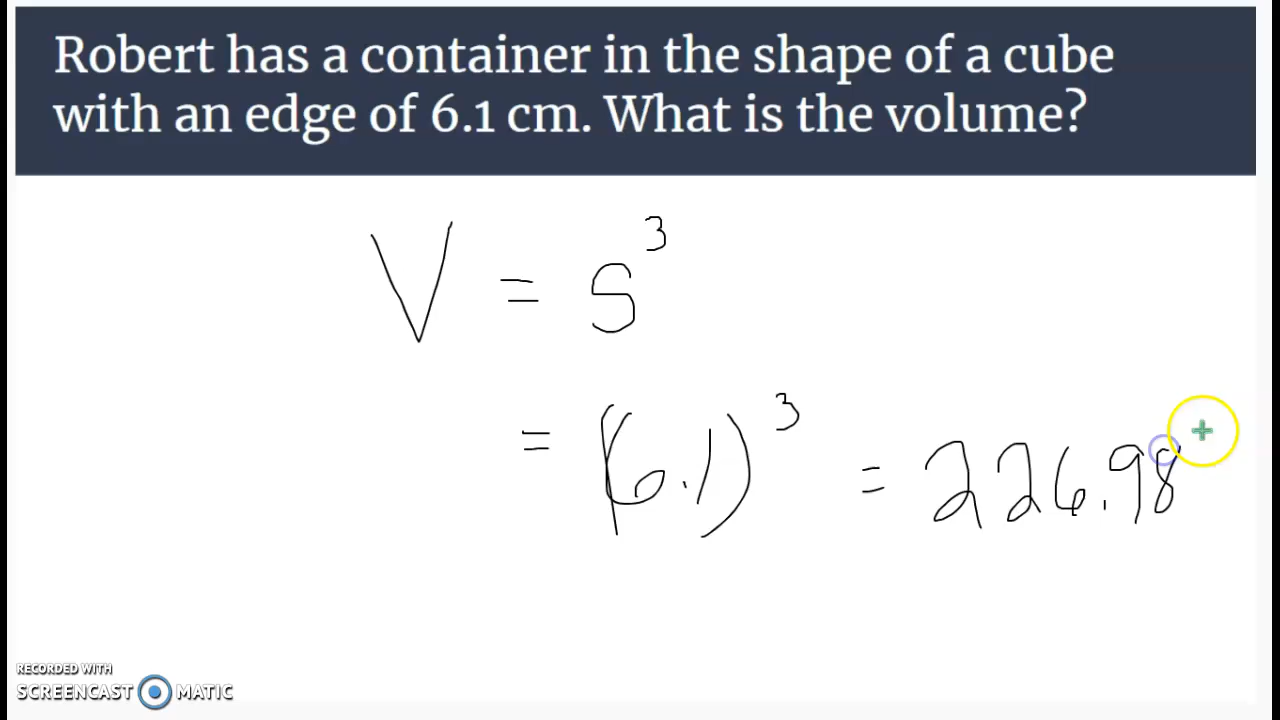 Robert has a container in the shape of a cube
with an edge of 6.1 cm. What is the volume?
V = s³
= (6.1)³ = 226.98
RECORDED WITH
SCREENCAST MATIC